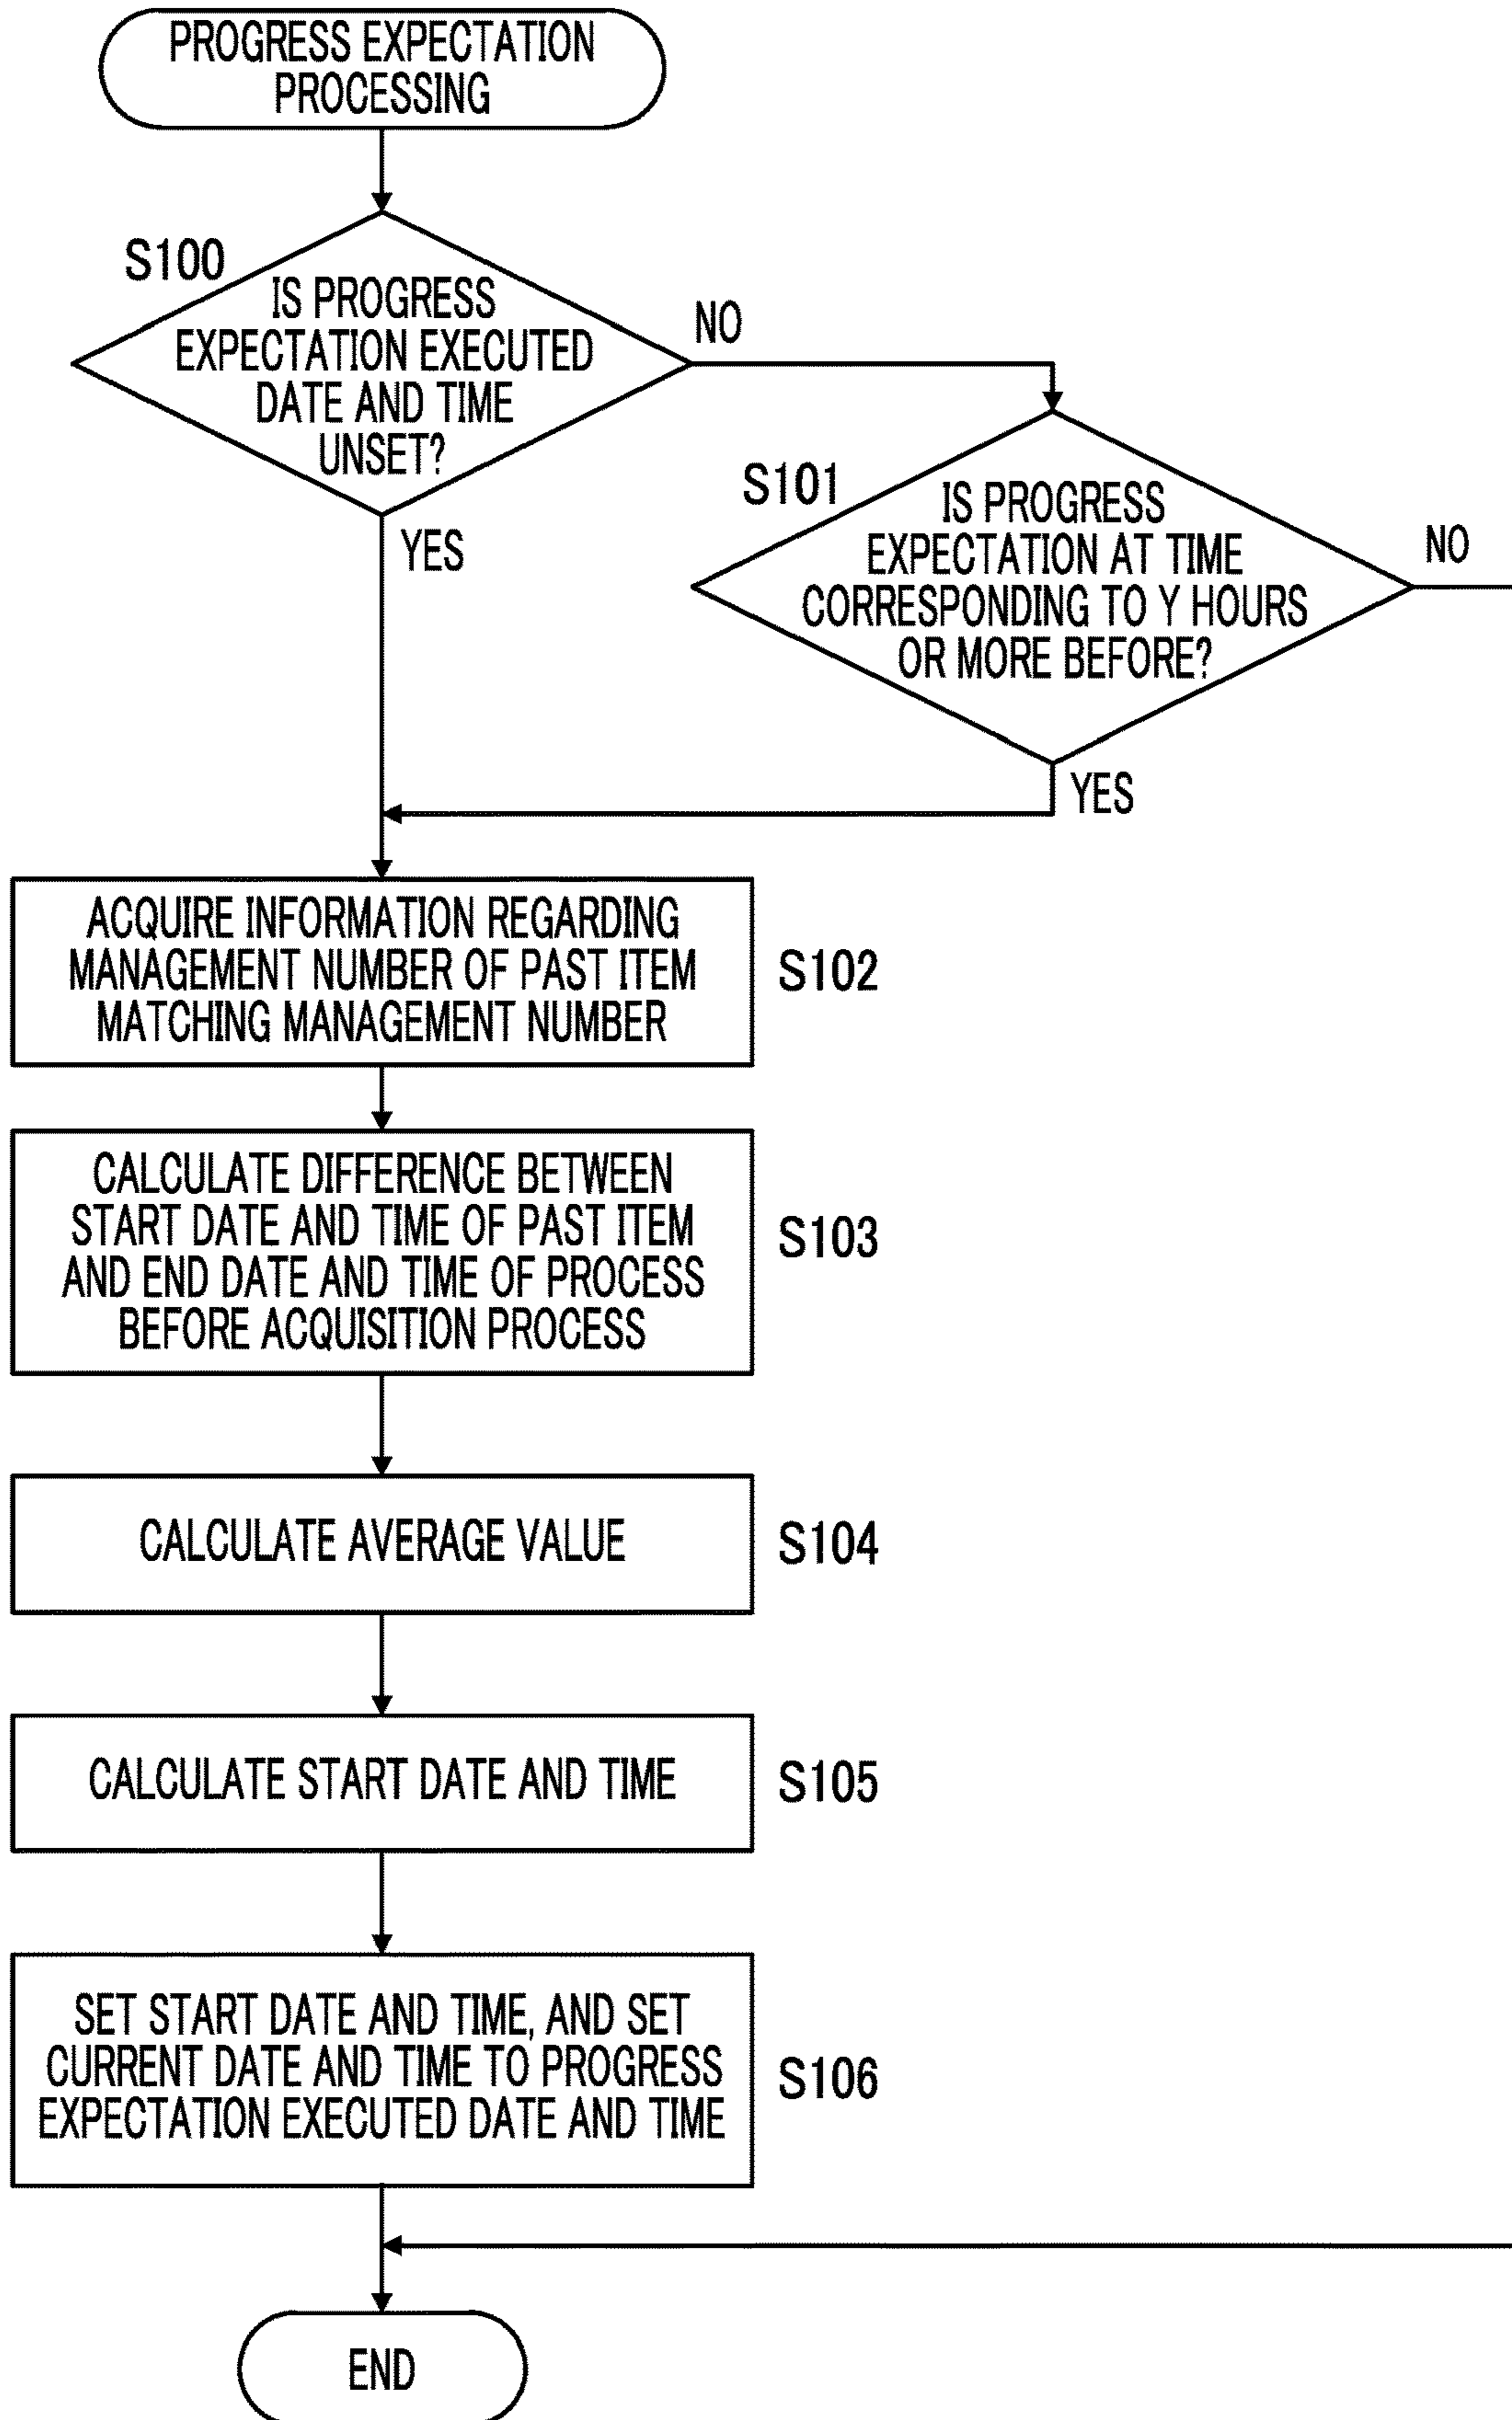 PROGRESS EXPECTATION
PROCESSING
S100
IS PROGRESS
EXPECTATION EXECUTED
DATE AND TIME
UNSET?
NO
YES
S101
IS PROGRESS
EXPECTATION AT TIME
CORRESPONDING TO Y HOURS
OR MORE BEFORE?
NO
YES
ACQUIRE INFORMATION REGARDING
MANAGEMENT NUMBER OF PAST ITEM
MATCHING MANAGEMENT NUMBER
S102
CALCULATE DIFFERENCE BETWEEN
START DATE AND TIME OF PAST ITEM
AND END DATE AND TIME OF PROCESS
BEFORE ACQUISITION PROCESS
S103
CALCULATE AVERAGE VALUE
S104
CALCULATE START DATE AND TIME
S105
SET START DATE AND TIME, AND SET
CURRENT DATE AND TIME TO PROGRESS
EXPECTATION EXECUTED DATE AND TIME
S106
END